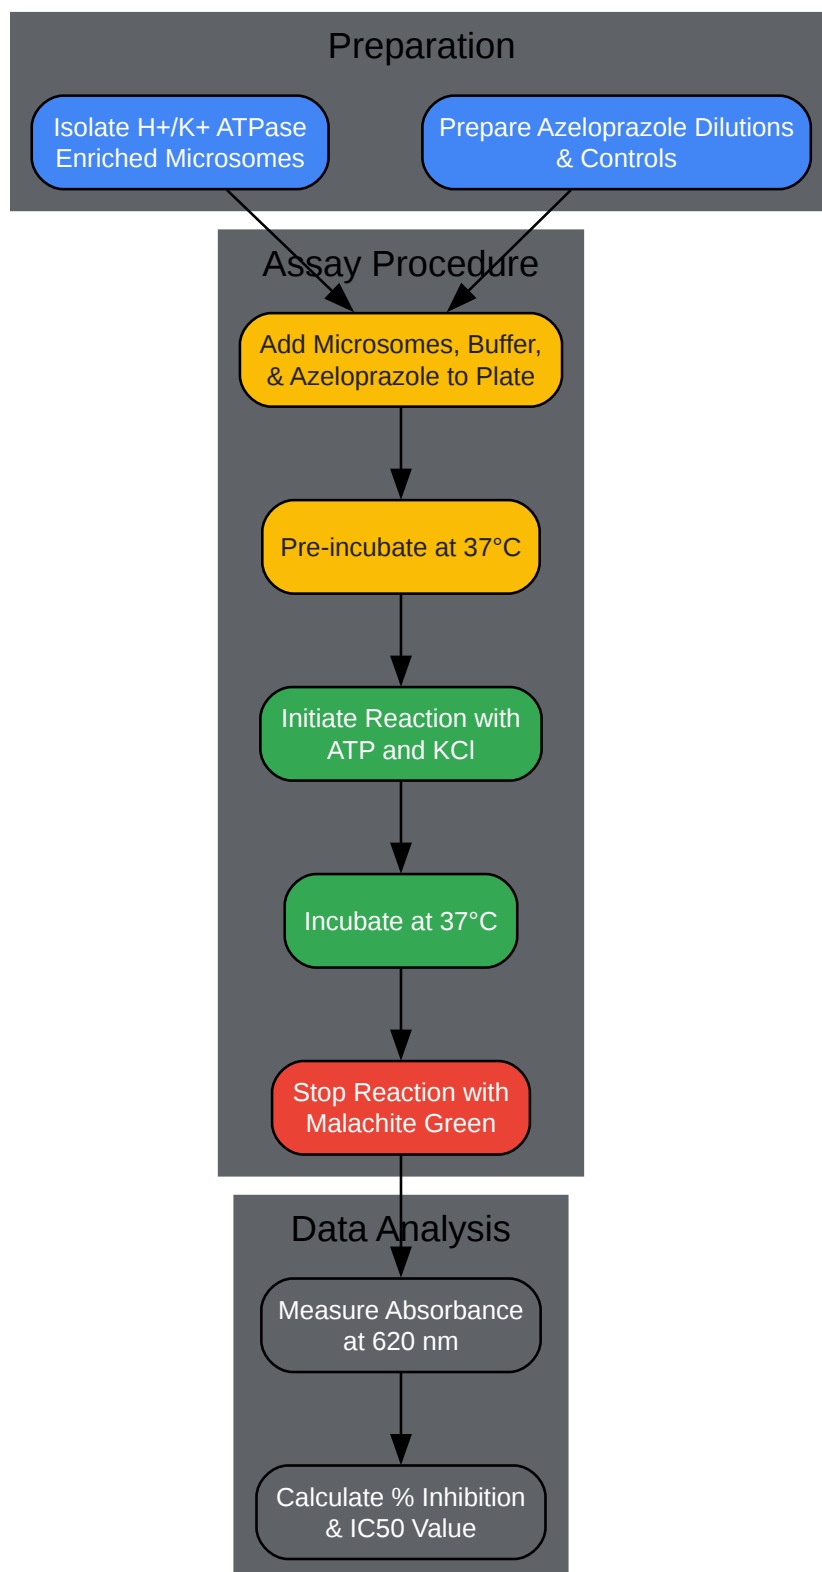 Preparation
Isolate H+/K+ ATPase
Enriched Microsomes
Prepare Azeloprazole Dilutions
& Controls
Assay Procedure
Add Microsomes, Buffer,
& Azeloprazole to Plate
Pre-incubate at 37°C
Initiate Reaction with
ATP and KCl
Incubate at 37°C
Stop Reaction with
Malachite Green
Data Analysis
Measure Absorbance
at 620 nm
Calculate % Inhibition
& IC50 Value